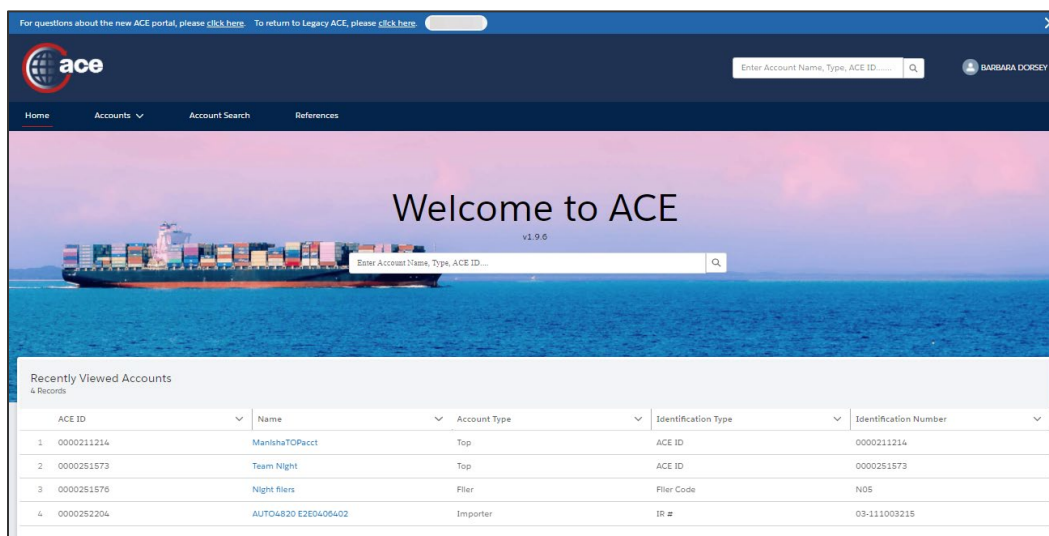 For questions about the new ACE portal, please click here. To return to Legacy ACE, please click here.
ace
Enter Account Name, Type, ACE ID......
BARBARA DORSEY
Home Accounts Account Search References
Welcome to ACE
v1.9.6
Enter Account Name, Type, ACE ID....
Recently Viewed Accounts
4 Records
ACE ID Name Account Type Identification Type Identification Number
1 0000211214 ManishaTOPacct Top ACE ID 0000211214
2 0000251573 Team Night Top ACE ID 0000251573
3 0000251576 Night filers Filer Filer Code N05
4 0000252204 AUTO4820 E2E0406402 Importer IR # 03-111003215